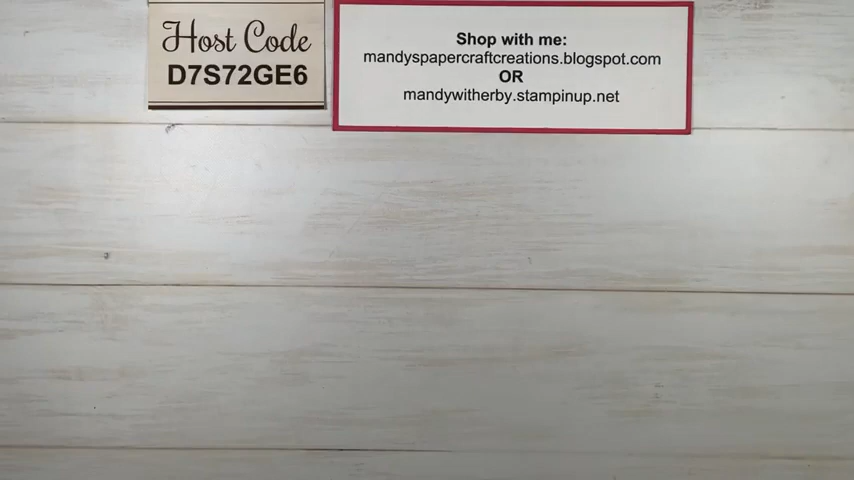 Host Code
D7S72GE6
Shop with me:
mandyspapercraftcreations.blogspot.com
OR
mandywitherby.stampinup.net